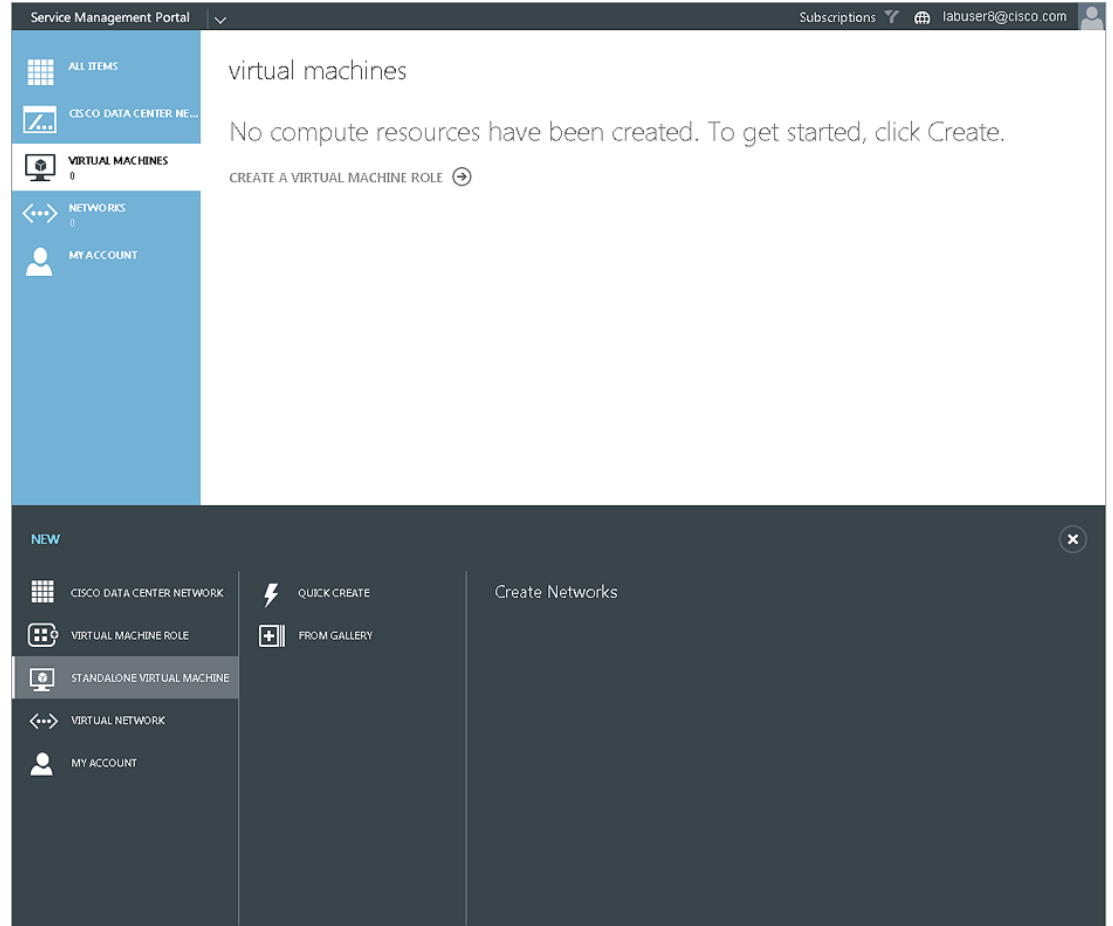 Service Management Portal
Subscriptions
labuser8@cisco.com
ALL ITEMS
CISCO DATA CENTER NE...
VIRTUAL MACHINES
0
NETWORKS
0
MY ACCOUNT
virtual machines
No compute resources have been created. To get started, click Create.
CREATE A VIRTUAL MACHINE ROLE
NEW
CISCO DATA CENTER NETWORK
VIRTUAL MACHINE ROLE
STANDALONE VIRTUAL MACHINE
VIRTUAL NETWORK
MY ACCOUNT
QUICK CREATE
FROM GALLERY
Create Networks